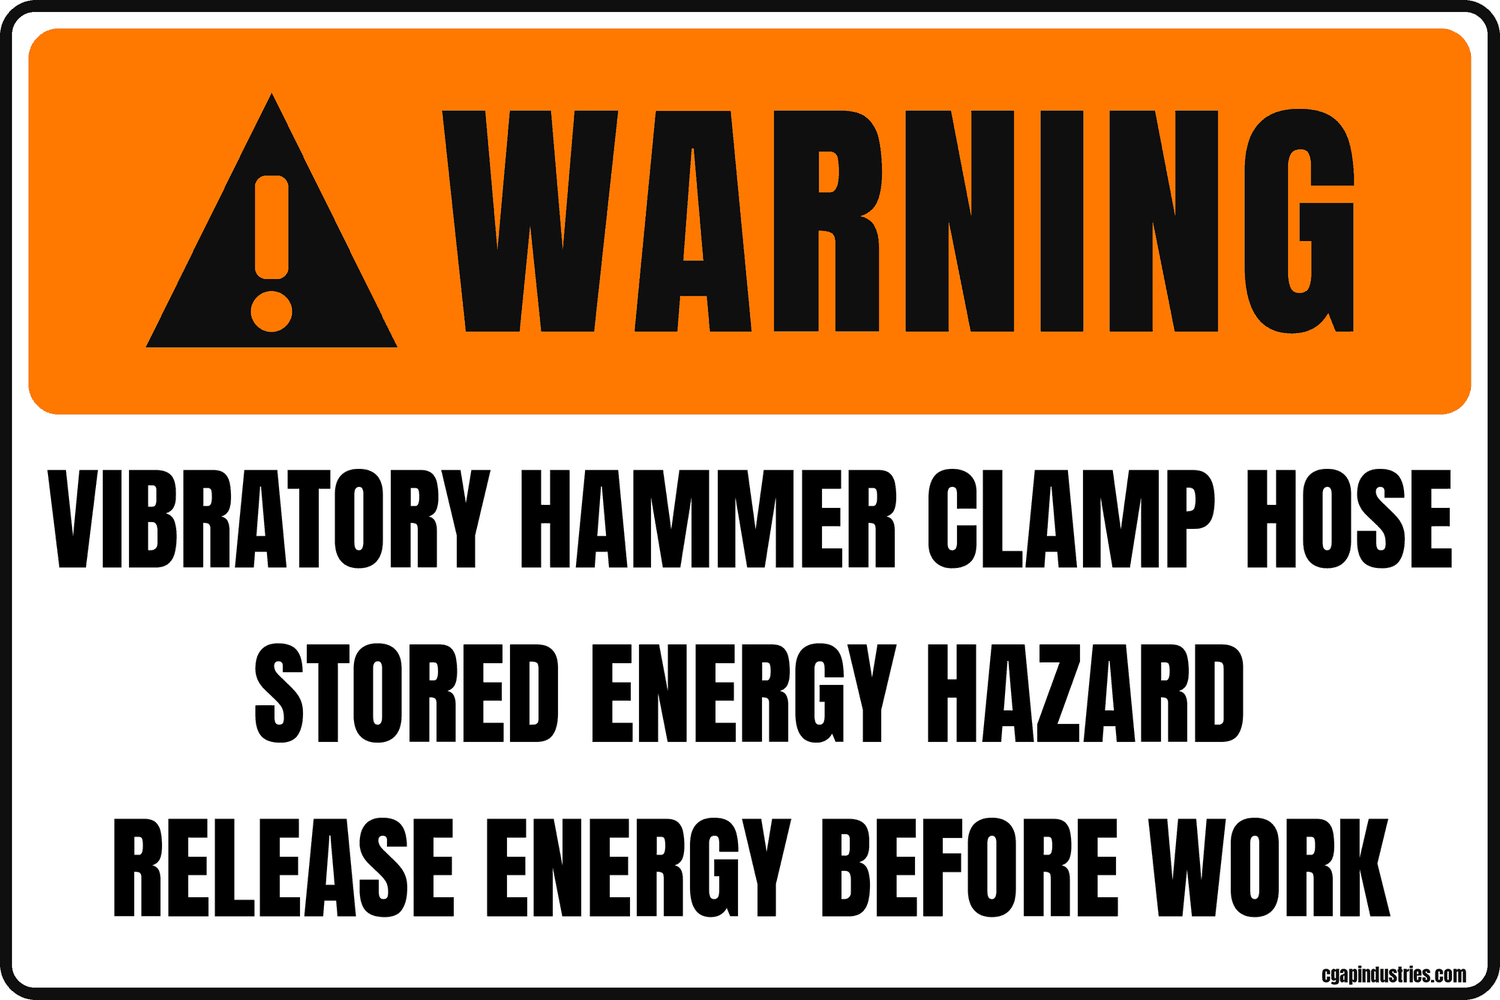 WARNING
VIBRATORY HAMMER CLAMP HOSE
STORED ENERGY HAZARD
RELEASE ENERGY BEFORE WORK
cgapindustries.com